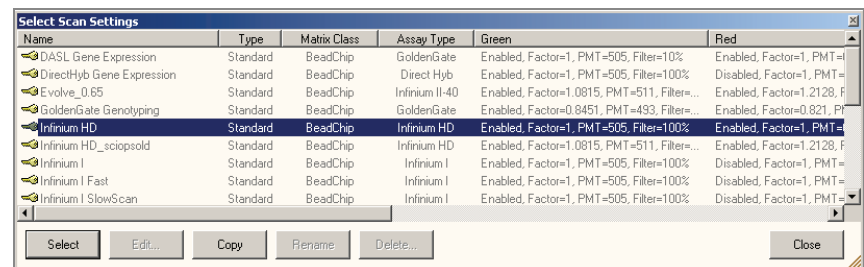 Select Scan Settings
Name Type Matrix Class Assay Type Green Red
DASL Gene Expression Standard BeadChip GoldenGate Enabled, Factor=1, PMT=505, Filter=10% Enabled, Factor=1, PMT=
DirectHyb Gene Expression Standard BeadChip Direct Hyb Enabled, Factor=1, PMT=505, Filter=100% Disabled, Factor=1, PMT=
Evolve_0.65 Standard BeadChip Infinium II-40 Enabled, Factor=1.0815, PMT=511, Filter=... Enabled, Factor=1.2128, F
GoldenGate Genotyping Standard BeadChip GoldenGate Enabled, Factor=0.8451, PMT=493, Filter=... Enabled, Factor=0.821, PM
Infinium HD Standard BeadChip Infinium HD Enabled, Factor=1, PMT=505, Filter=100% Enabled, Factor=1, PMT=
Infinium HD_sciopsold Standard BeadChip Infinium HD Enabled, Factor=1.0815, PMT=511, Filter=... Enabled, Factor=1.2128, F
Infinium I Standard BeadChip Infinium I Enabled, Factor=1, PMT=505, Filter=100% Disabled, Factor=1, PMT=
Infinium I Fast Standard BeadChip Infinium I Enabled, Factor=1, PMT=505, Filter=100% Disabled, Factor=1, PMT=
Infinium I SlowScan Standard BeadChip Infinium I Enabled, Factor=1, PMT=505, Filter=100% Disabled, Factor=1, PMT=
Select Edit... Copy Rename Delete... Close